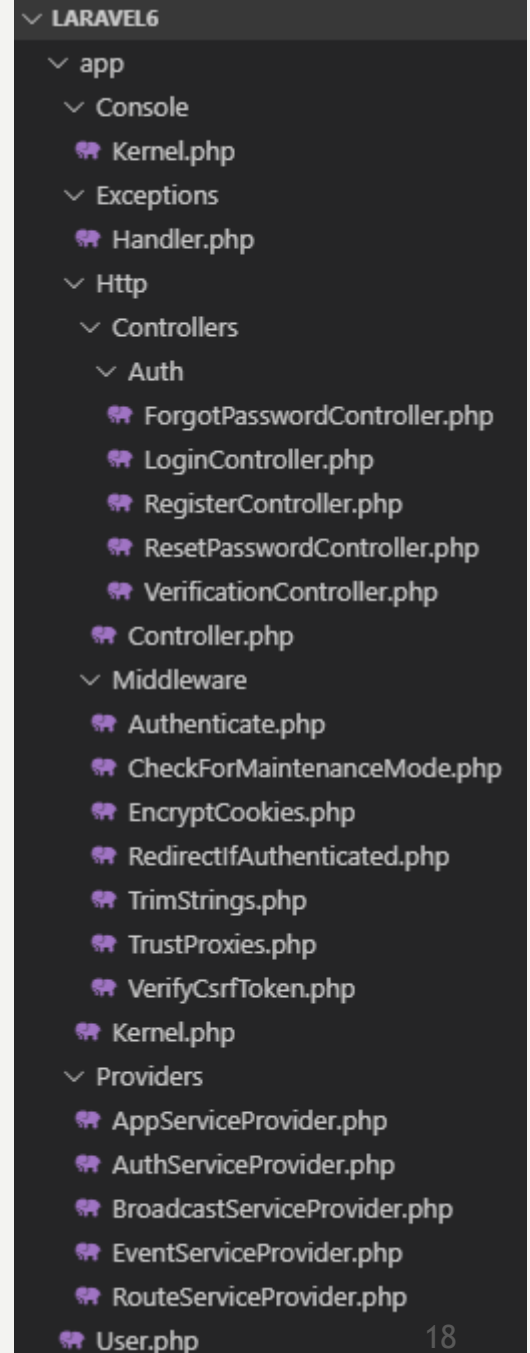 LARAVEL6
app
Console
Kernel.php
Exceptions
Handler.php
Http
Controllers
Auth
ForgotPasswordController.php
LoginController.php
RegisterController.php
ResetPasswordController.php
VerificationController.php
Controller.php
Middleware
Authenticate.php
CheckForMaintenanceMode.php
EncryptCookies.php
RedirectIfAuthenticated.php
TrimStrings.php
TrustProxies.php
VerifyCsrfToken.php
Kernel.php
Providers
AppServiceProvider.php
AuthServiceProvider.php
BroadcastServiceProvider.php
EventServiceProvider.php
RouteServiceProvider.php
User.php 18